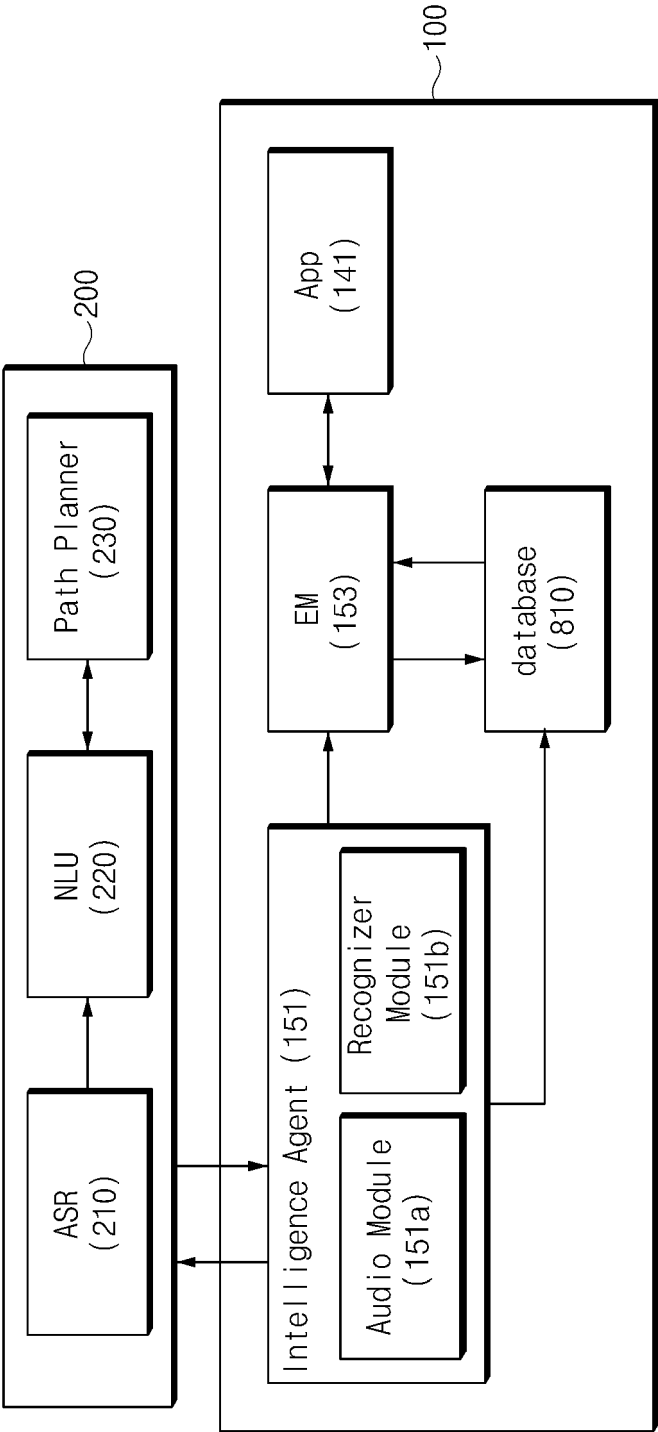 200
ASR
(210)
NLU
(220)
Path Planner
(230)
100
Intelligence Agent (151)
Audio Module
(151a)
Recognizer
Module
(151b)
EM
(153)
App
(141)
database
(810)